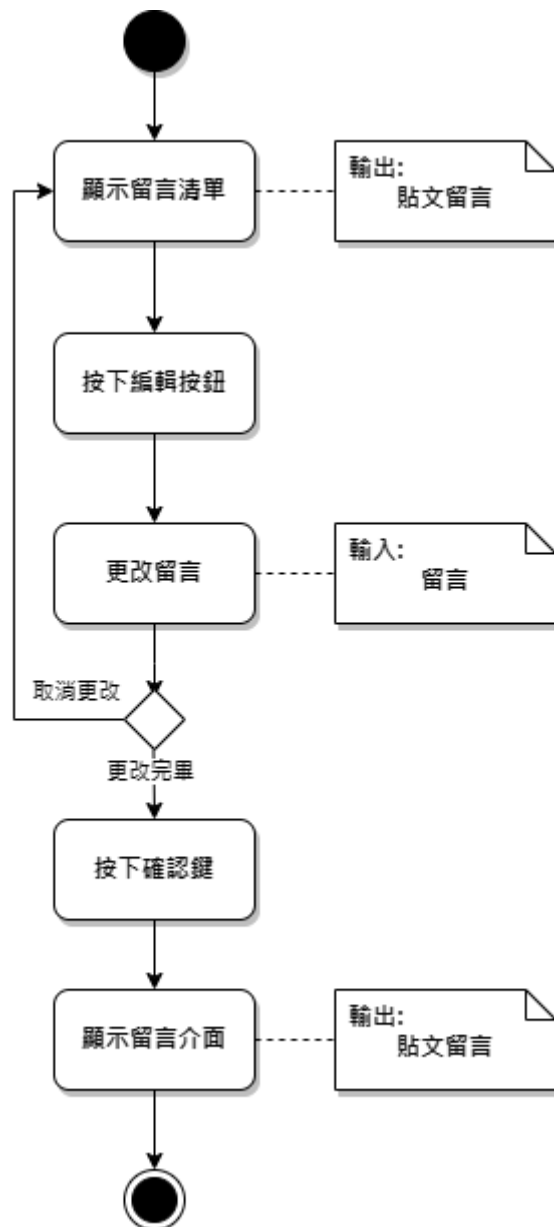 顯示留言清單
輸出:
貼文留言
按下編輯按鈕
更改留言
輸入:
留言
取消更改
更改完畢
按下確認鍵
顯示留言介面
輸出:
貼文留言